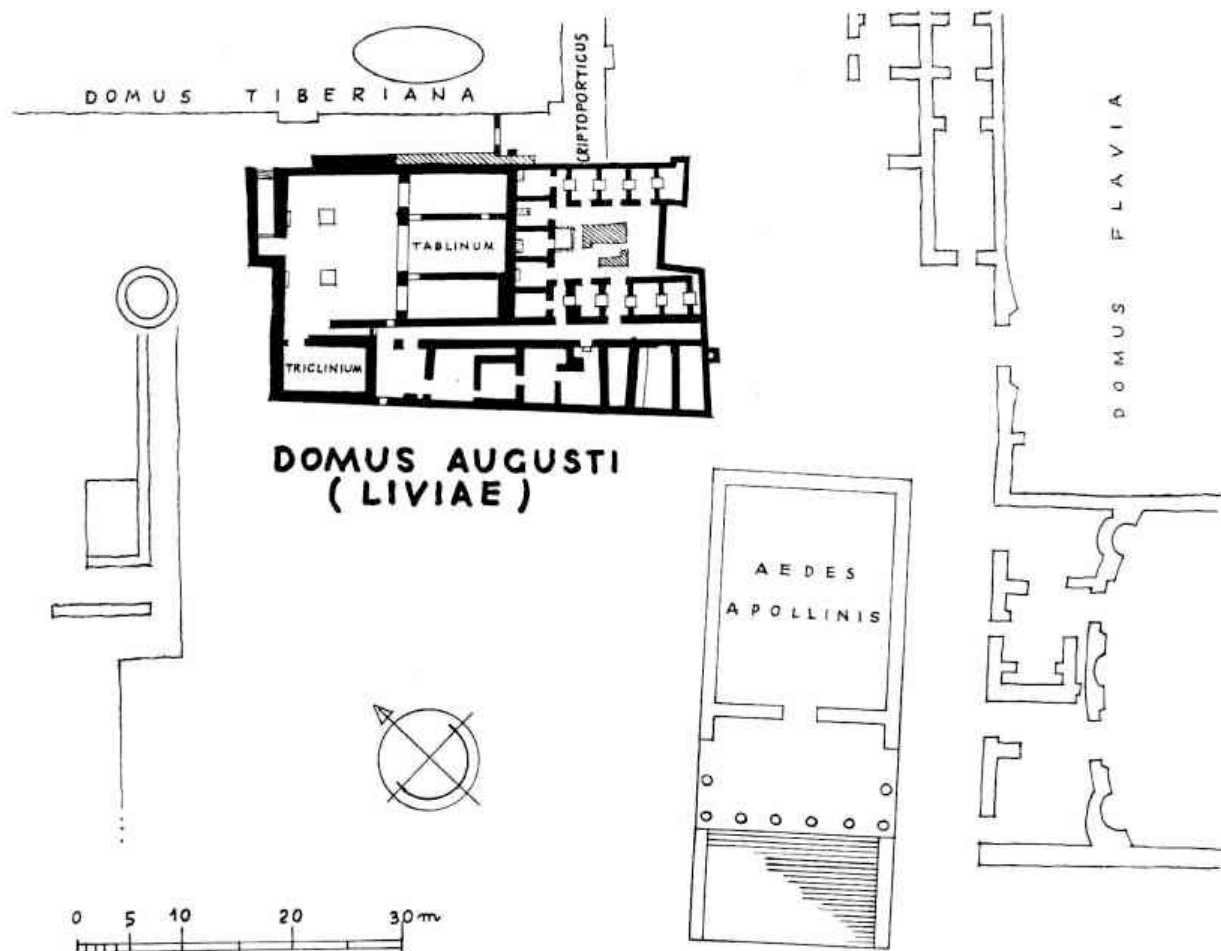 DOMUS TIBERIANA
CRIPTOPORTICUS
TABLINUM
TRICLINIUM
DOMUS FLAVIA
DOMUS AUGUSTI
( LIVIAE )
AEDES
APOLLINIS
0 5 10 20 30 m